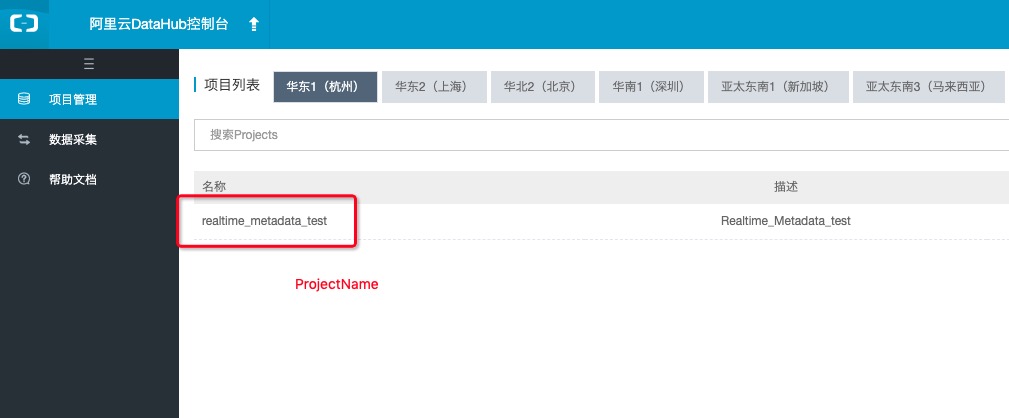 阿里云DataHub控制台
项目管理
数据采集
帮助文档
项目列表 华东1（杭州） 华东2（上海） 华北2（北京） 华南1（深圳） 亚太东南1（新加坡） 亚太东南3（马来西亚）
搜索Projects
名称 描述
realtime_metadata_test Realtime_Metadata_test
ProjectName